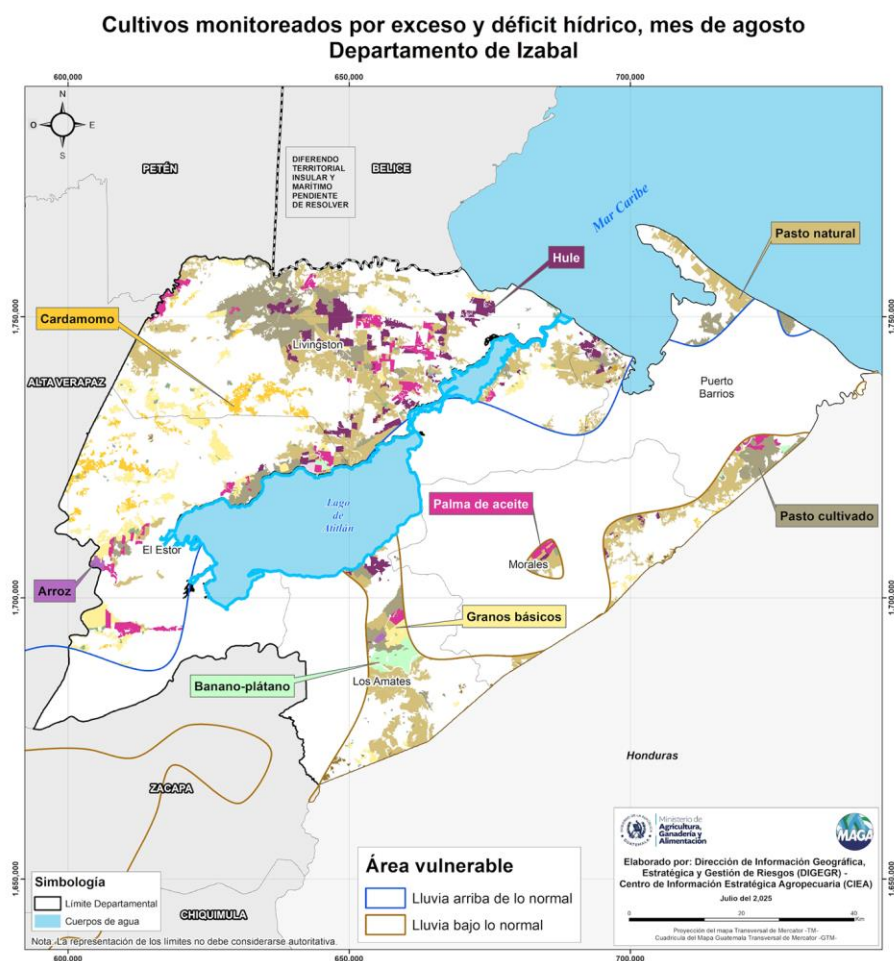 Cultivos monitoreados por exceso y déficit hídrico, mes de agosto
Departamento de Izabal
600,000
650,000
700,000
N
O
E
S
PETÉN
DIFERENDO
TERRITORIAL
INSULAR Y
MARÍTIMO
PENDIENTE
DE RESOLVER
BELICE
Mar Caribe
Pasto natural
Hule
Cardamomo
1,750,000
1,750,000
Livingston
ALTA VERAPAZ
Puerto
Barrios
Lago
de
Atitlán
Palma de aceite
Pasto cultivado
El Estor
Morales
Arroz
1,700,000
1,700,000
Granos básicos
Banano-plátano
Los Amates
Honduras
ZACAPA
CHIQUIMULA
1,650,000
1,650,000
Simbología
Límite Departamental
Cuerpos de agua
Nota: La representación de los límites no debe considerarse autoritativa.
Área vulnerable
Lluvia arriba de lo normal
Lluvia bajo lo normal
Ministerio de
Agricultura,
Ganadería y
Alimentación
MAGA
Elaborado por: Dirección de Información Geográfica,
Estratégica y Gestión de Riesgos (DIGEGR) -
Centro de Información Estratégica Agropecuaria (CIEA)
Julio del 2,025
0
20
40
Km
Proyección del mapa Transversal de Mercator -TM-
Cuadrícula del Mapa Guatemala Transversal de Mercator -GTM-
600,000
650,000
700,000